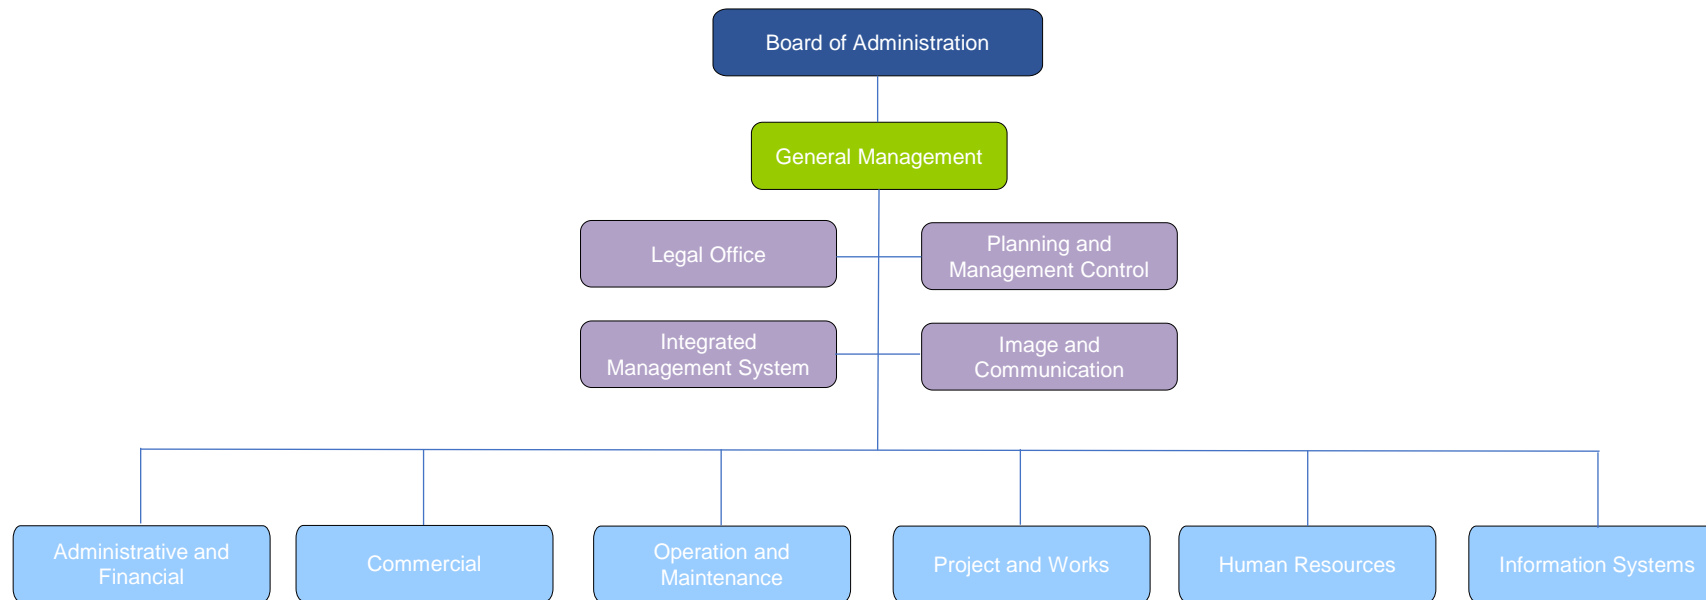 Board of Administration
General Management
Legal Office
Planning and
Management Control
Integrated
Management System
Image and
Communication
Administrative and
Financial
Commercial
Operation and
Maintenance
Project and Works
Human Resources
Information Systems